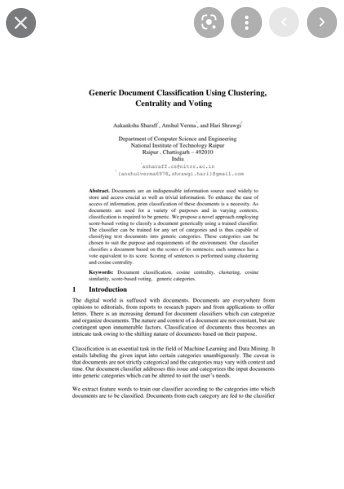 Generic Document Classification Using Clustering,
Centrality and Voting
Aakanksha Sharaff, Anshul Verma, and Hari Shrawgi
Department of Computer Science and Engineering
National Institute of Technology Raipur
Raipur , Chattisgarh – 492010
India
Abstract. Documents are an indispensable information source used widely to
store and access crucial as well as trivial information. To enhance the ease of
access of information, prim classification of these documents is a necessity. As
documents are used for a variety of purposes and in varying contexts,
classification is required to be generic. We propose a novel approach employing
score-based voting to classify a document generically using a trained classifier.
The classifier can be trained for any set of categories and is thus capable of
classifying text documents into generic categories. These categories can be
chosen to suit the purpose and requirements of the environment. Our classifier
classifies a document based on the scores of its sentences; each sentence has a
vote equivalent to its score. Scoring of sentences is performed using clustering
and cosine centrality.
Keywords: Document classification, cosine centrality, clustering, cosine
similarity, score-based voting, generic categories.
1 Introduction
The digital world is suffused with documents. Documents are everywhere from
opinions to editorials, from reports to research papers and from applications to offer
letters. There is an increasing demand for document classifiers which can categorize
and organize documents. The nature and context of a document are not constant, but are
contingent upon innumerable factors. Classification of documents thus becomes an
intricate task owing to the shifting nature of documents based on their purpose.
Classification is an essential task in the field of Machine Learning and Data Mining. It
entails labeling the given input into certain categories unambiguously. The caveat is
that documents are not strictly categorical and the categories may vary with context and
time. Our document classifier addresses this issue and categorizes the input documents
into generic categories which can be altered to suit the user's needs.
We extract feature words to train our classifier according to the categories into which
documents are to be classified. Documents from each category are fed to the classifier